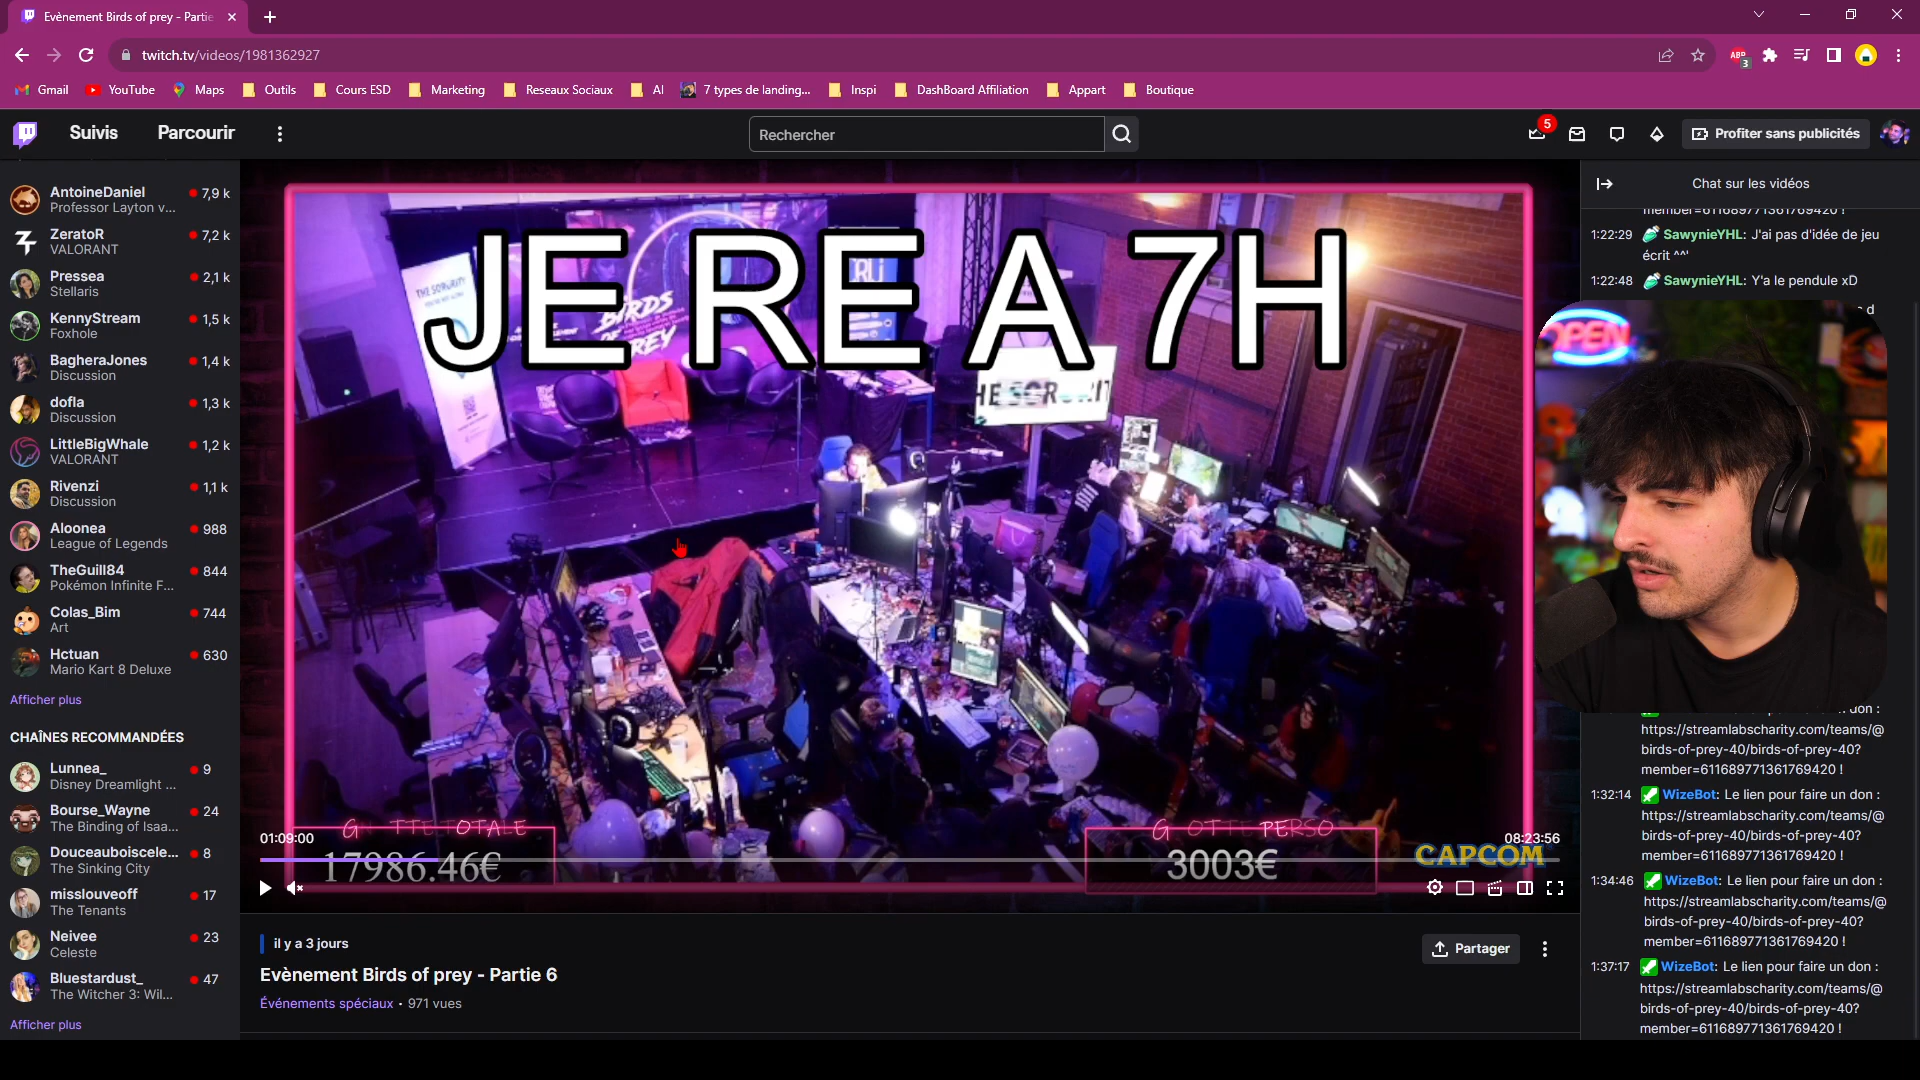 Evènement Birds of prey - Partie
twitch.tv/videos/1981362927
ABP
3
Gmail
YouTube
Maps
Outils
Cours ESD
Marketing
Reseaux Sociaux
AI
7 types de landing...
Inspi
DashBoard Affiliation
Appart
Boutique
Suivis
Parcourir
Rechercher
5
Profiter sans publicités
AntoineDaniel
7,9 k
Professor Layton v...
ZeratoR
7,2 k
VALORANT
Pressea
2,1 k
Stellaris
KennyStream
1,5 k
Foxhole
BagheraJones
1,4 k
Discussion
dofla
1,3 k
Discussion
LittleBigWhale
1,2 k
VALORANT
Rivenzi
1,1 k
Discussion
Aloonea
988
League of Legends
TheGuill84
844
Pokémon Infinite F...
Colas_Bim
744
Art
Hctuan
630
Mario Kart 8 Deluxe
Afficher plus
CHAÎNES RECOMMANDÉES
Lunnea_
9
Disney Dreamlight ...
Bourse_Wayne
24
The Binding of Isaa...
Douceauboiscele...
8
The Sinking City
misslouveoff
17
The Tenants
Neivee
23
Celeste
Bluestardust_
47
The Witcher 3: Wil...
Afficher plus
JE RE A 7H
THE SORORITY
BIRDS
OF
PREY
TOTALE
PERSO
01:09:00
08:23:56
17986.46€
3003€
CAPCOM
il y a 3 jours
Evènement Birds of prey - Partie 6
Événements spéciaux • 971 vues
Partager
Chat sur les vidéos
member=611689771361769420 !
1:22:29 SawynieYHL: J'ai pas d'idée de jeu
écrit ^^'
1:22:48 SawynieYHL: Y'a le pendule xD
d
OPEN
don :
https://streamlabscharity.com/teams/@
birds-of-prey-40/birds-of-prey-40?
member=611689771361769420 !
1:32:14 WizeBot: Le lien pour faire un don :
https://streamlabscharity.com/teams/@
birds-of-prey-40/birds-of-prey-40?
member=611689771361769420 !
1:34:46 WizeBot: Le lien pour faire un don :
https://streamlabscharity.com/teams/@
birds-of-prey-40/birds-of-prey-40?
member=611689771361769420 !
1:37:17 WizeBot: Le lien pour faire un don :
https://streamlabscharity.com/teams/@
birds-of-prey-40/birds-of-prey-40?
member=611689771361769420 !